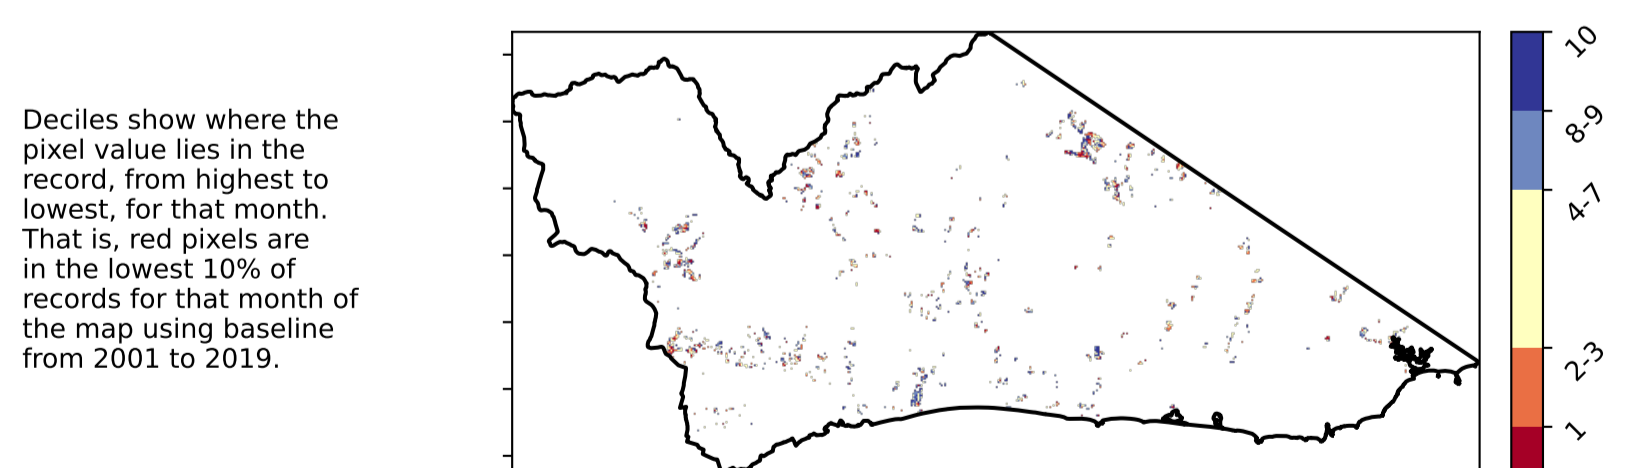 Deciles show where the
pixel value lies in the
record, from highest to
lowest, for that month.
That is, red pixels are
in the lowest 10% of
records for that month of
the map using baseline
from 2001 to 2019.
10
8-9
4-7
2-3
1